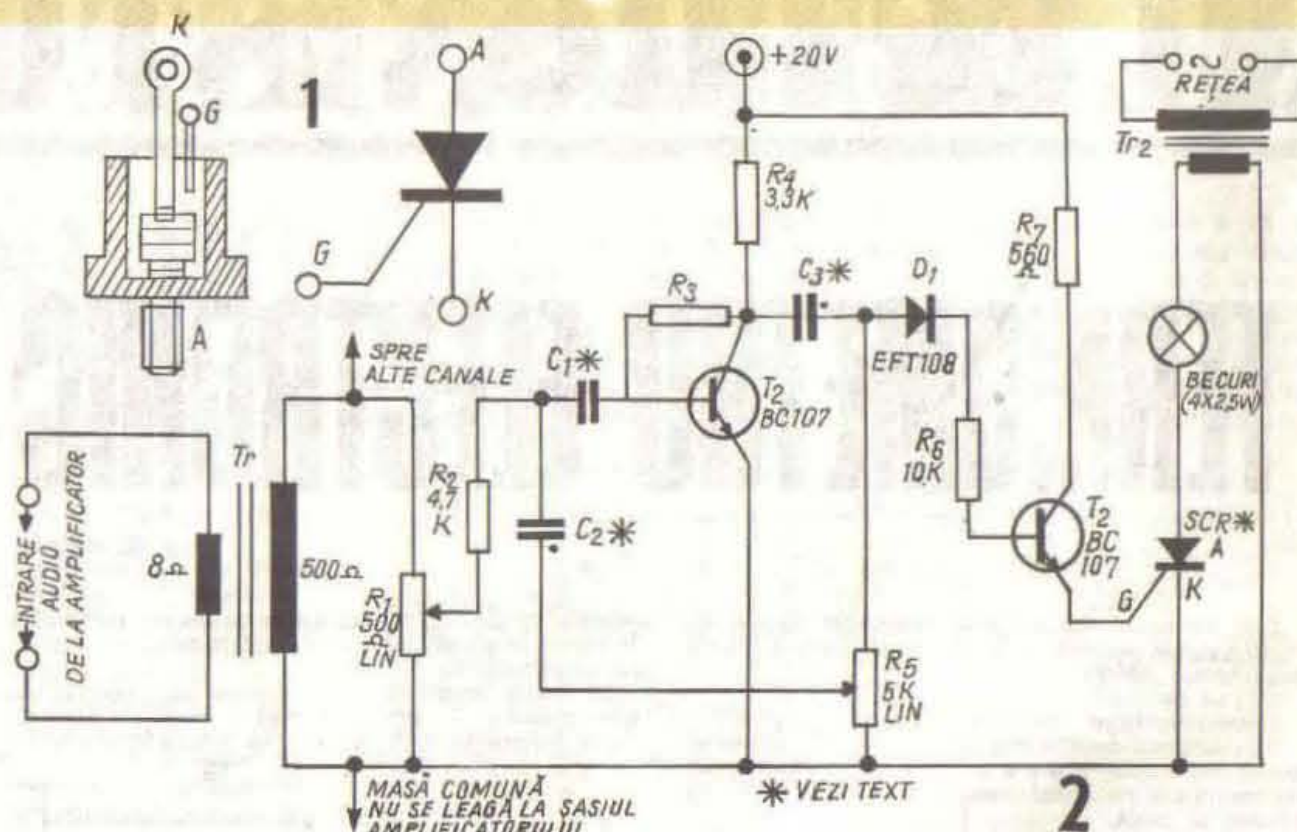 1
K
G
A
A
G
K
2
+20V
RETEA
Tr2
R4
3,3K
R7
560
Ω
R3
C3*
D1
EFT108
SPRE
ALTE CANALE
C1*
T2
BC107
BECURI
(4X2,5W)
INTRARE
AUDIO
DE LA AMPLIFICATOR
Tr
8Ω
500Ω
R2
4,7
K
C2*
R6
10K
T2
BC
107
SCR*
A
K
G
R1
500
Ω
LIN
R5
5K
LIN
MASĂ COMUNĂ
NU SE LEAGĂ LA ȘASIUL
AMPLIFICATORULUI
* VEZI TEXT